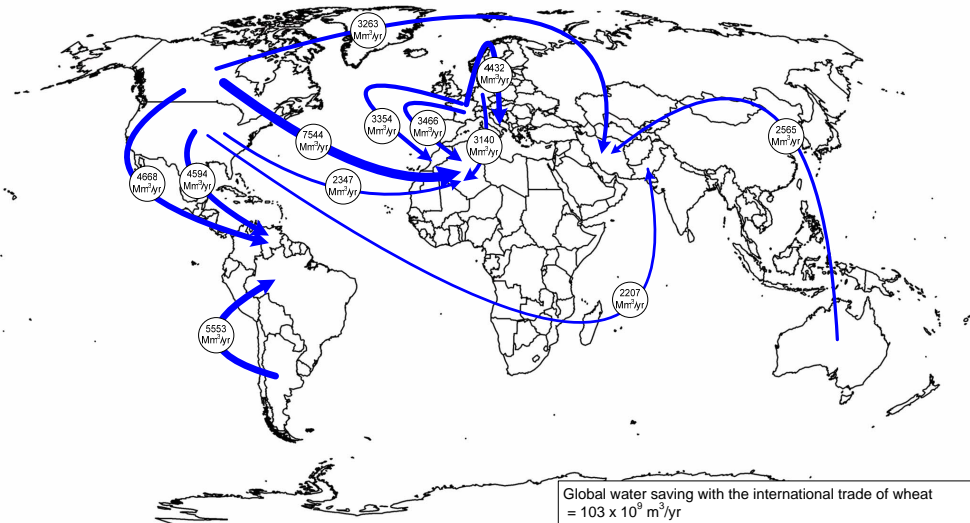 3263
Mm³/yr
4432
Mm³/yr
3354
Mm³/yr
3466
Mm³/yr
2565
Mm³/yr
7544
Mm³/yr
3140
Mm³/yr
4668
Mm³/yr
4594
Mm³/yr
2347
Mm³/yr
2207
Mm³/yr
5553
Mm³/yr
Global water saving with the international trade of wheat
= 103 x 10⁹ m³/yr